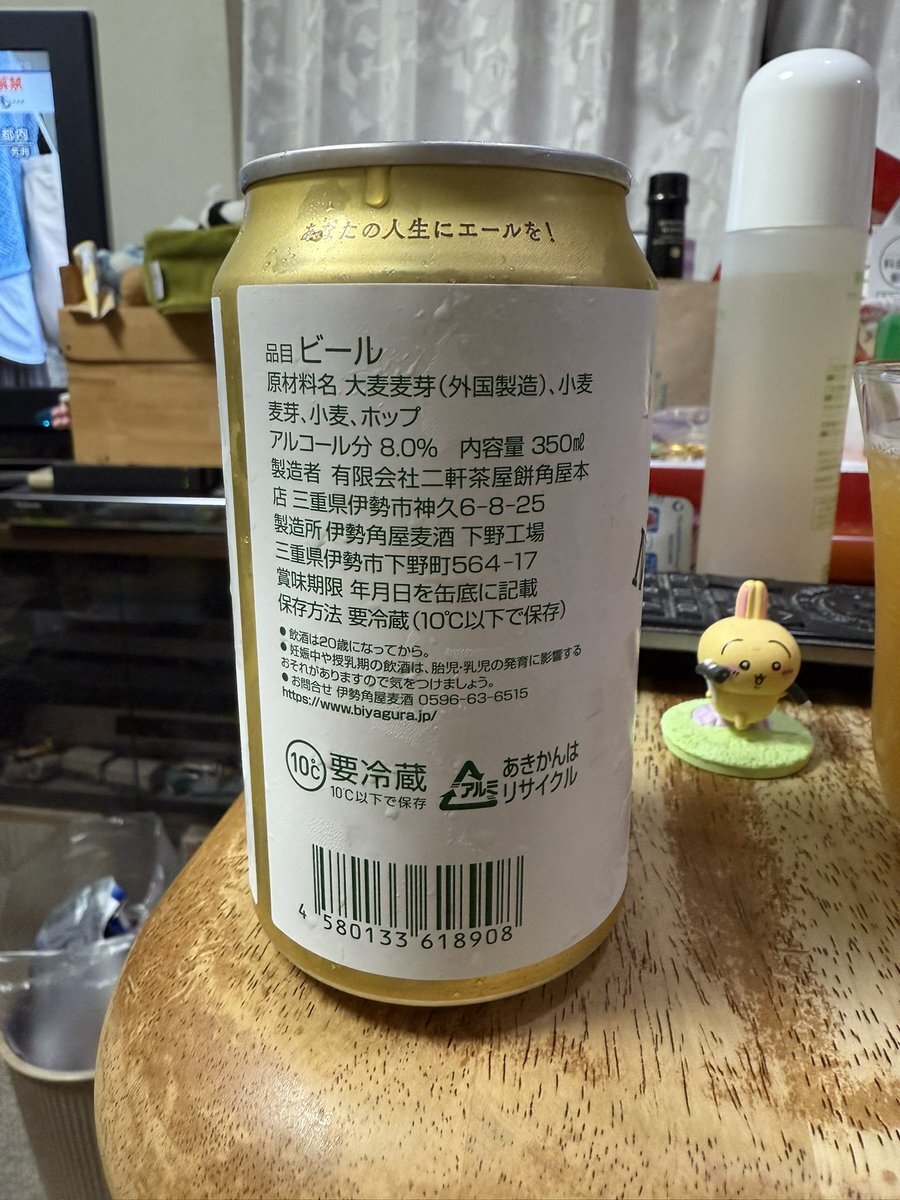 あなたの人生にエールを!
品目 ビール
原材料名 大麦麦芽(外国製造)、小麦
麦芽、小麦、ホップ
アルコール分 8.0% 内容量 350㎖
製造者 有限会社二軒茶屋餅角屋本
店 三重県伊勢市神久6-8-25
製造所 伊勢角屋麦酒 下野工場
三重県伊勢市下野町564-17
賞味期限 年月日を缶底に記載
保存方法 要冷蔵(10℃以下で保存)
●飲酒は20歳になってから。
●妊娠中や授乳期の飲酒は、胎児・乳児の発育に影響する
おそれがありますので気をつけましょう。
●お問合せ 伊勢角屋麦酒 0596-63-6515
https://www.biyagura.jp/
10℃ 要冷蔵
10℃以下で保存
アルミ
あきかんは
リサイクル
4 580133 618908
都内